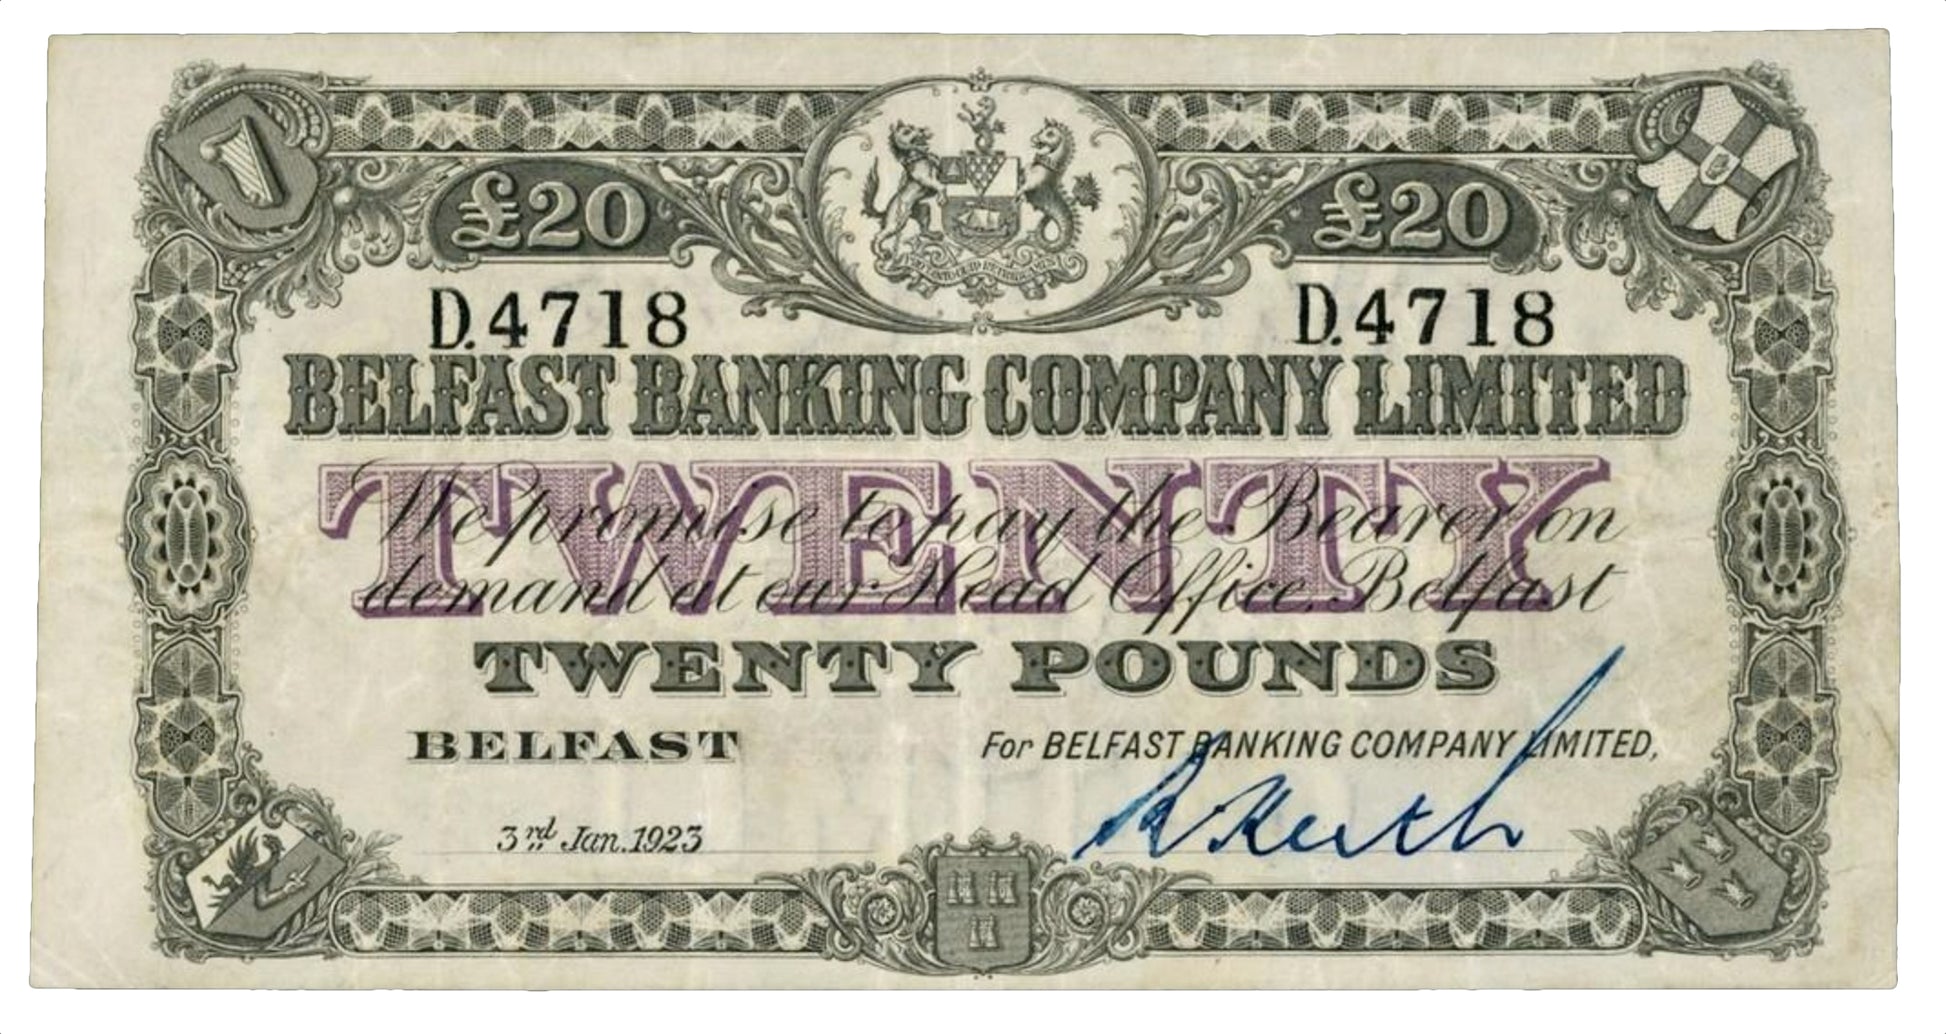 £20 £20
D.4718 D.4718
BELFAST BANKING COMPANY LIMITED
TWENTY
We promise to pay the Bearer on
demand at our Head Office, Belfast
TWENTY POUNDS
BELFAST For BELFAST BANKING COMPANY LIMITED,
3rd Jan. 1923